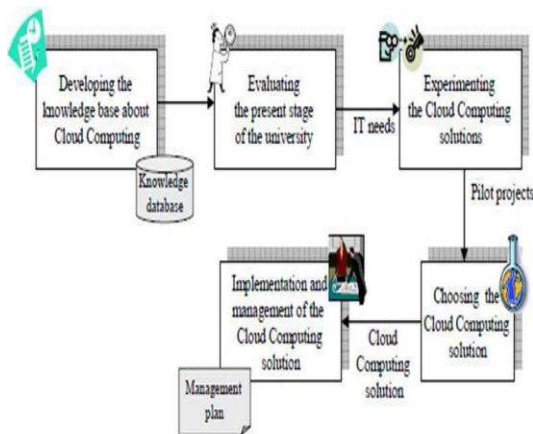 Developing the
knowledge base about
Cloud Computing
Knowledge
database
Evaluating
the present stage
of the university
IT needs
Experimenting
the Cloud Computing
solutions
Pilot projects
Choosing the
Cloud Computing
solution
Cloud
Computing
solution
Implementation and
management of the
Cloud Computing
solution
Management
plan